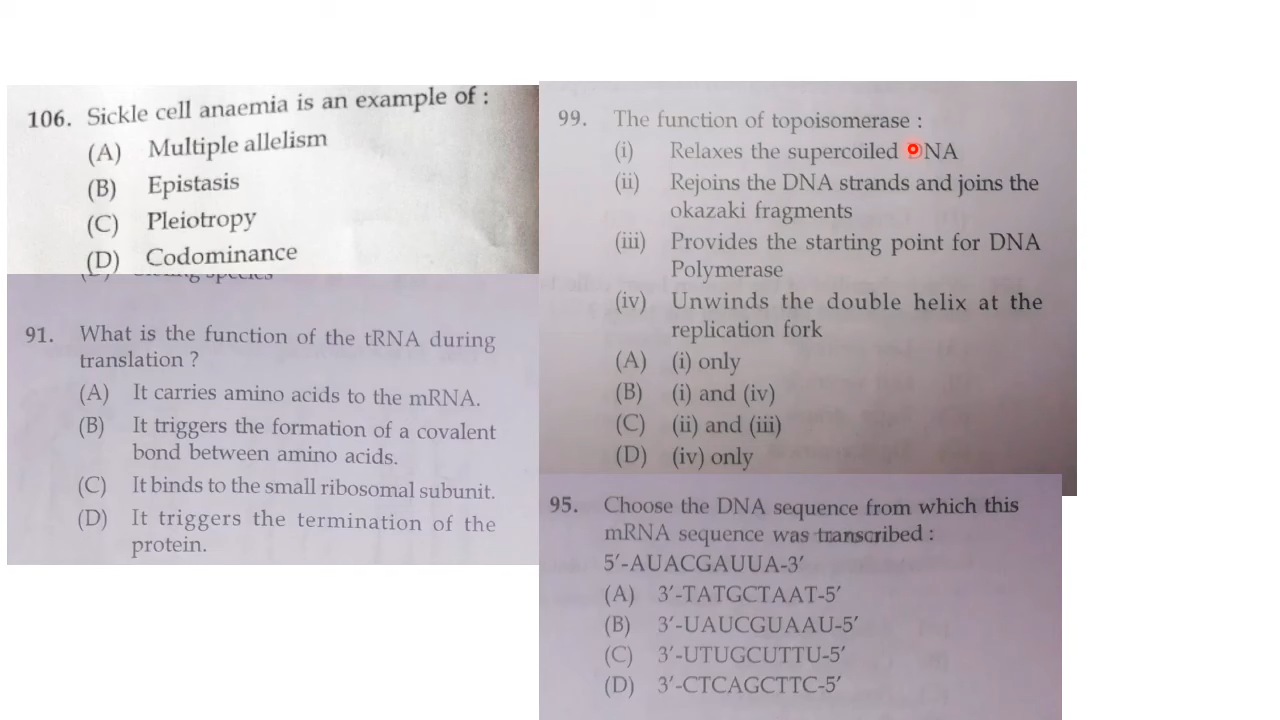 106. Sickle cell anaemia is an example of :
(A) Multiple allelism
(B) Epistasis
(C) Pleiotropy
(D) Codominance
91. What is the function of the tRNA during
translation ?
(A) It carries amino acids to the mRNA.
(B) It triggers the formation of a covalent
bond between amino acids.
(C) It binds to the small ribosomal subunit.
(D) It triggers the termination of the
protein.
99. The function of topoisomerase :
(i) Relaxes the supercoiled DNA
(ii) Rejoins the DNA strands and joins the
okazaki fragments
(iii) Provides the starting point for DNA
Polymerase
(iv) Unwinds the double helix at the
replication fork
(A) (i) only
(B) (i) and (iv)
(C) (ii) and (iii)
(D) (iv) only
95. Choose the DNA sequence from which this
mRNA sequence was transcribed :
5′-AUACGAUUA-3′
(A) 3′-TATGCTAAT-5′
(B) 3′-UAUCGUAAU-5′
(C) 3′-UTUGCUTTU-5′
(D) 3′-CTCAGCTTC-5′